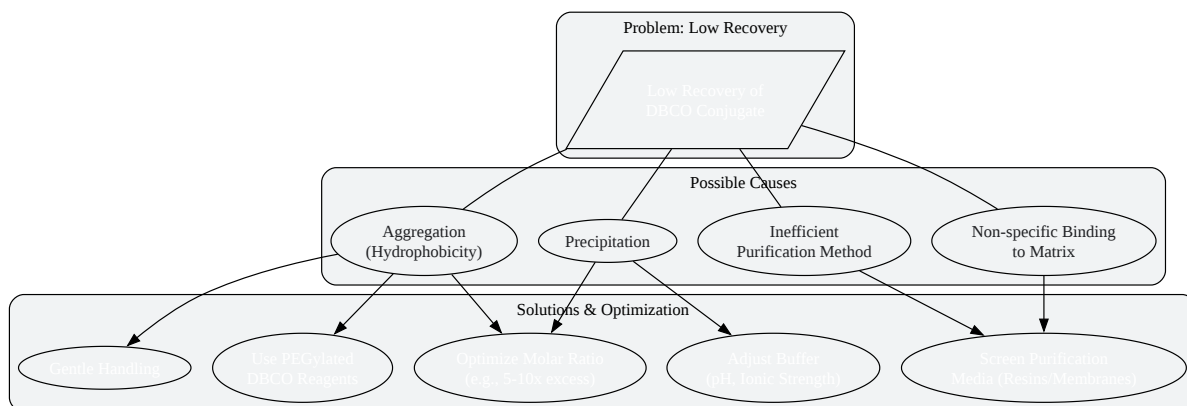 Problem: Low Recovery
Low Recovery of
DBCO Conjugate
Possible Causes
Aggregation
(Hydrophobicity)
Precipitation
Inefficient
Purification Method
Non-specific Binding
to Matrix
Solutions & Optimization
Gentle Handling
Use PEGylated
DBCO Reagents
Optimize Molar Ratio
(e.g., 5-10x excess)
Adjust Buffer
(pH, Ionic Strength)
Screen Purification
Media (Resins/Membranes)